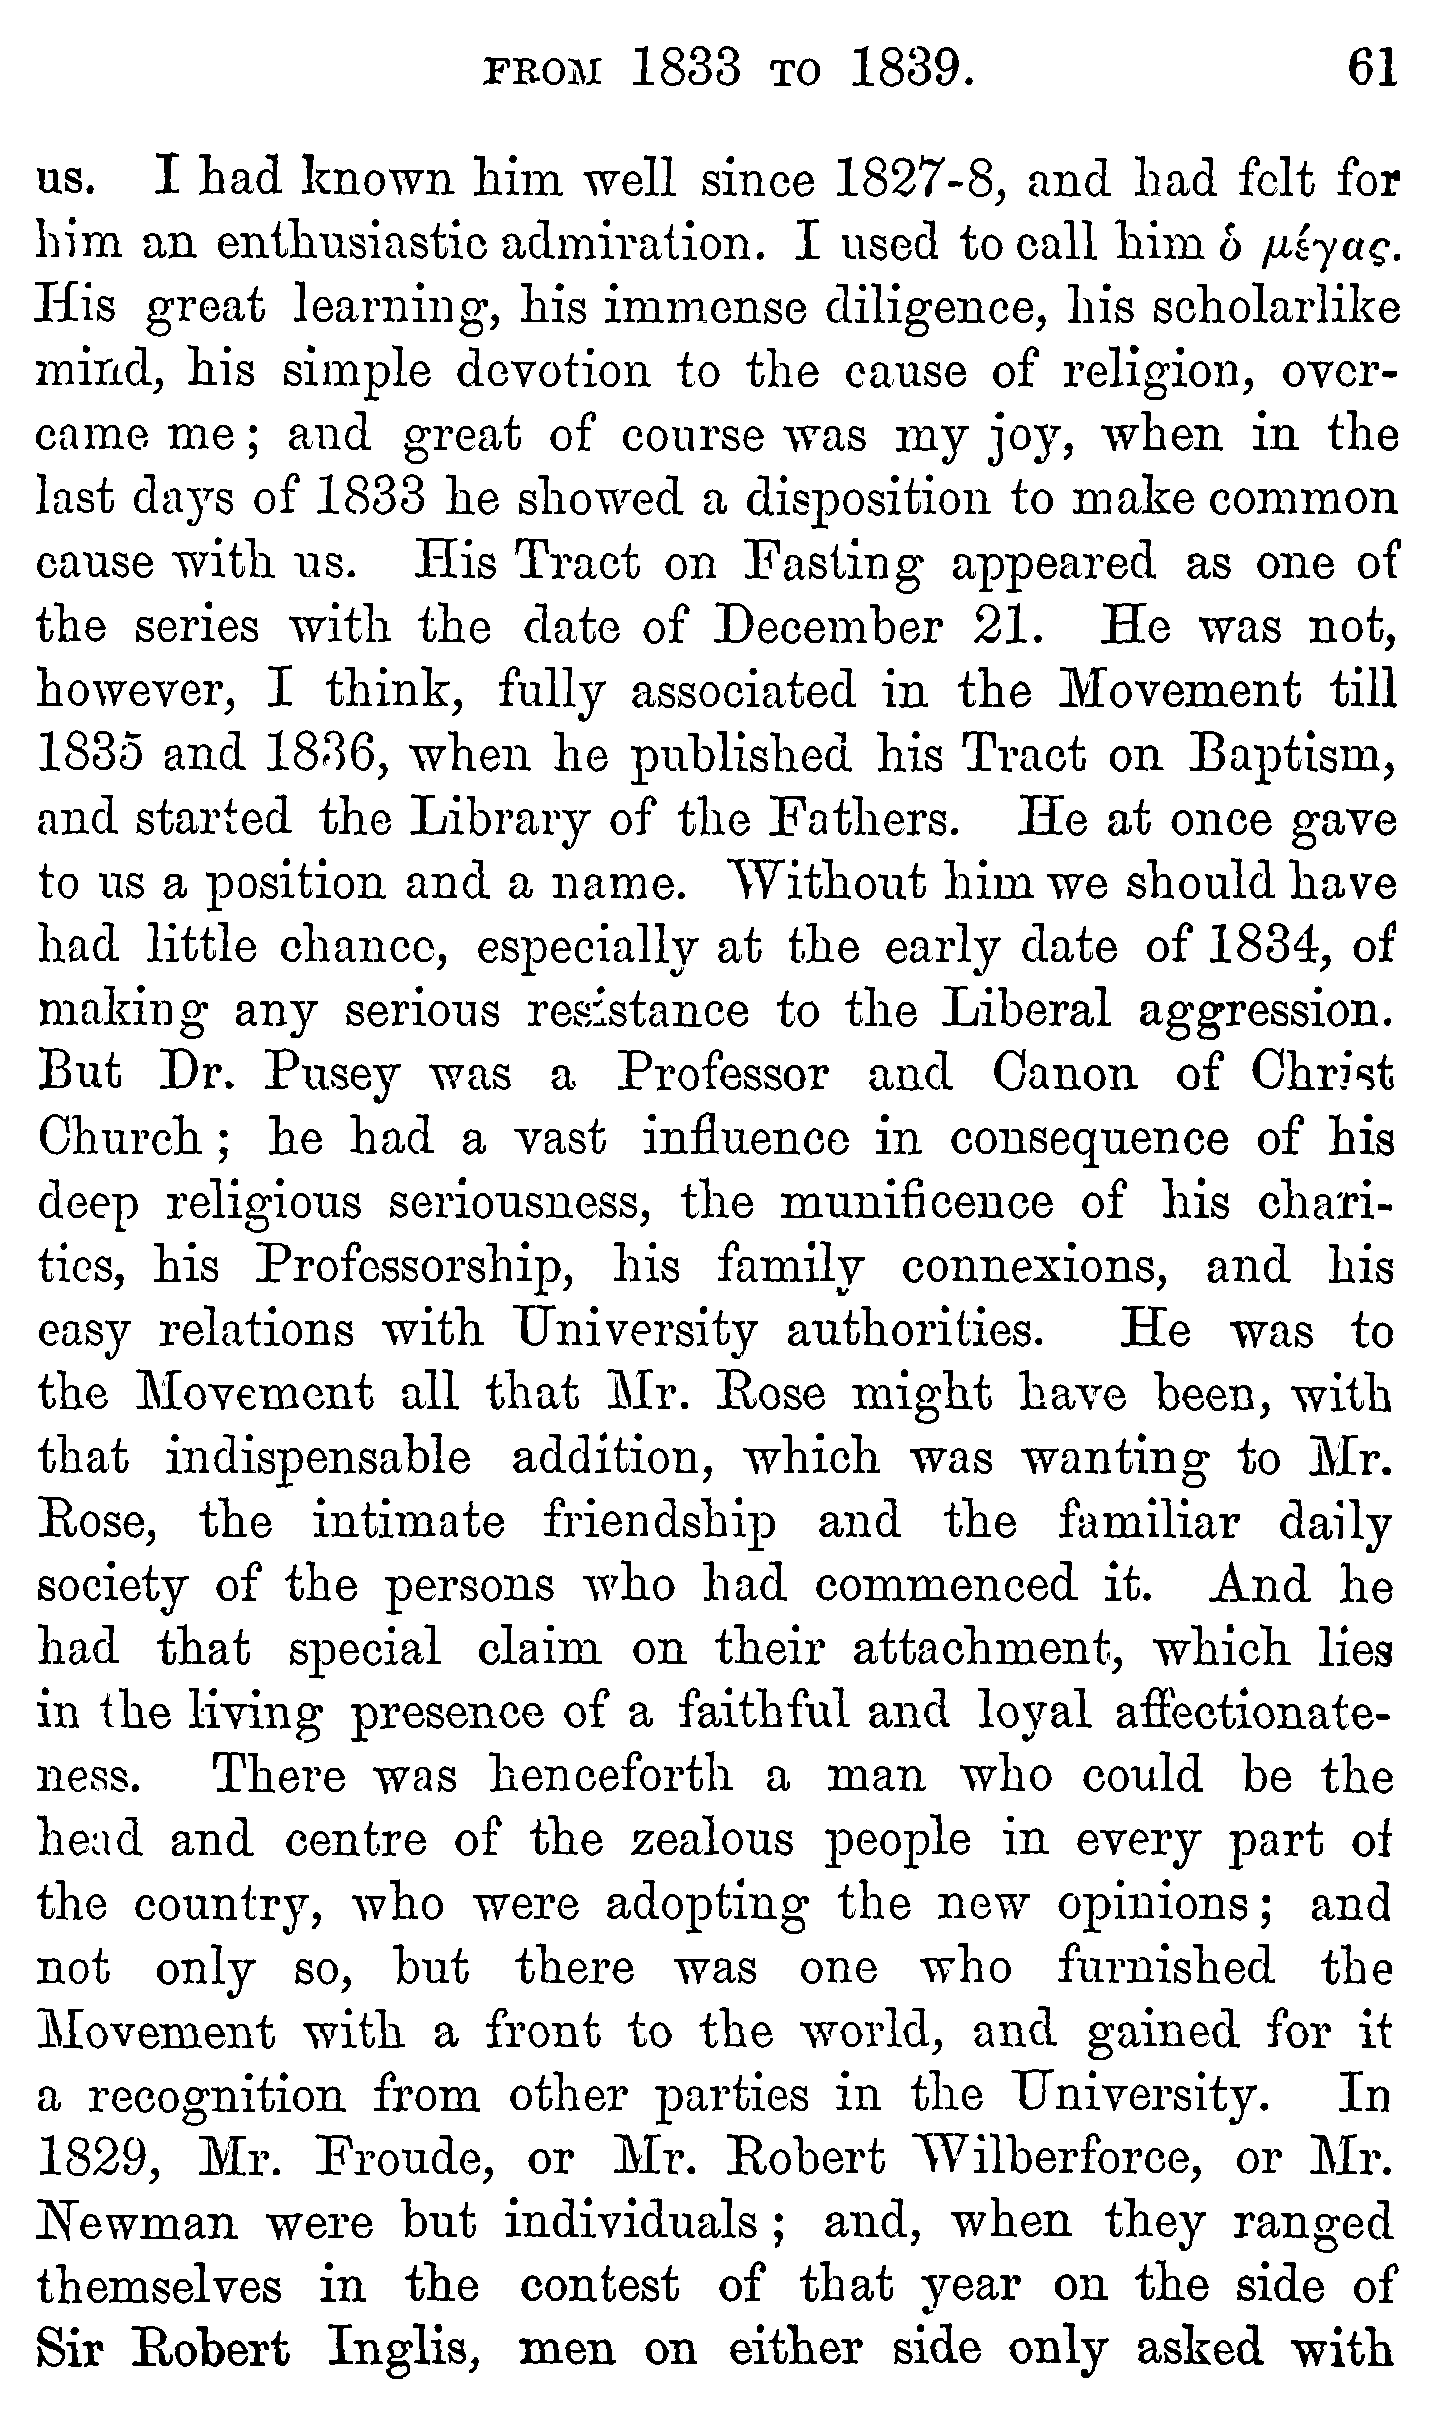 FROM 1833 TO 1839. 61
us. I had known him well since 1827-8, and had felt for
him an enthusiastic admiration. I used to call him ὁ μέγας.
His great learning, his immense diligence, his scholarlike
mind, his simple devotion to the cause of religion, over-
came me; and great of course was my joy, when in the
last days of 1833 he showed a disposition to make common
cause with us. His Tract on Fasting appeared as one of
the series with the date of December 21. He was not,
however, I think, fully associated in the Movement till
1835 and 1836, when he published his Tract on Baptism,
and started the Library of the Fathers. He at once gave
to us a position and a name. Without him we should have
had little chance, especially at the early date of 1834, of
making any serious resistance to the Liberal aggression.
But Dr. Pusey was a Professor and Canon of Christ
Church; he had a vast influence in consequence of his
deep religious seriousness, the munificence of his chari-
ties, his Professorship, his family connexions, and his
easy relations with University authorities. He was to
the Movement all that Mr. Rose might have been, with
that indispensable addition, which was wanting to Mr.
Rose, the intimate friendship and the familiar daily
society of the persons who had commenced it. And he
had that special claim on their attachment, which lies
in the living presence of a faithful and loyal affectionate-
ness. There was henceforth a man who could be the
head and centre of the zealous people in every part of
the country, who were adopting the new opinions; and
not only so, but there was one who furnished the
Movement with a front to the world, and gained for it
a recognition from other parties in the University. In
1829, Mr. Froude, or Mr. Robert Wilberforce, or Mr.
Newman were but individuals; and, when they ranged
themselves in the contest of that year on the side of
Sir Robert Inglis, men on either side only asked with